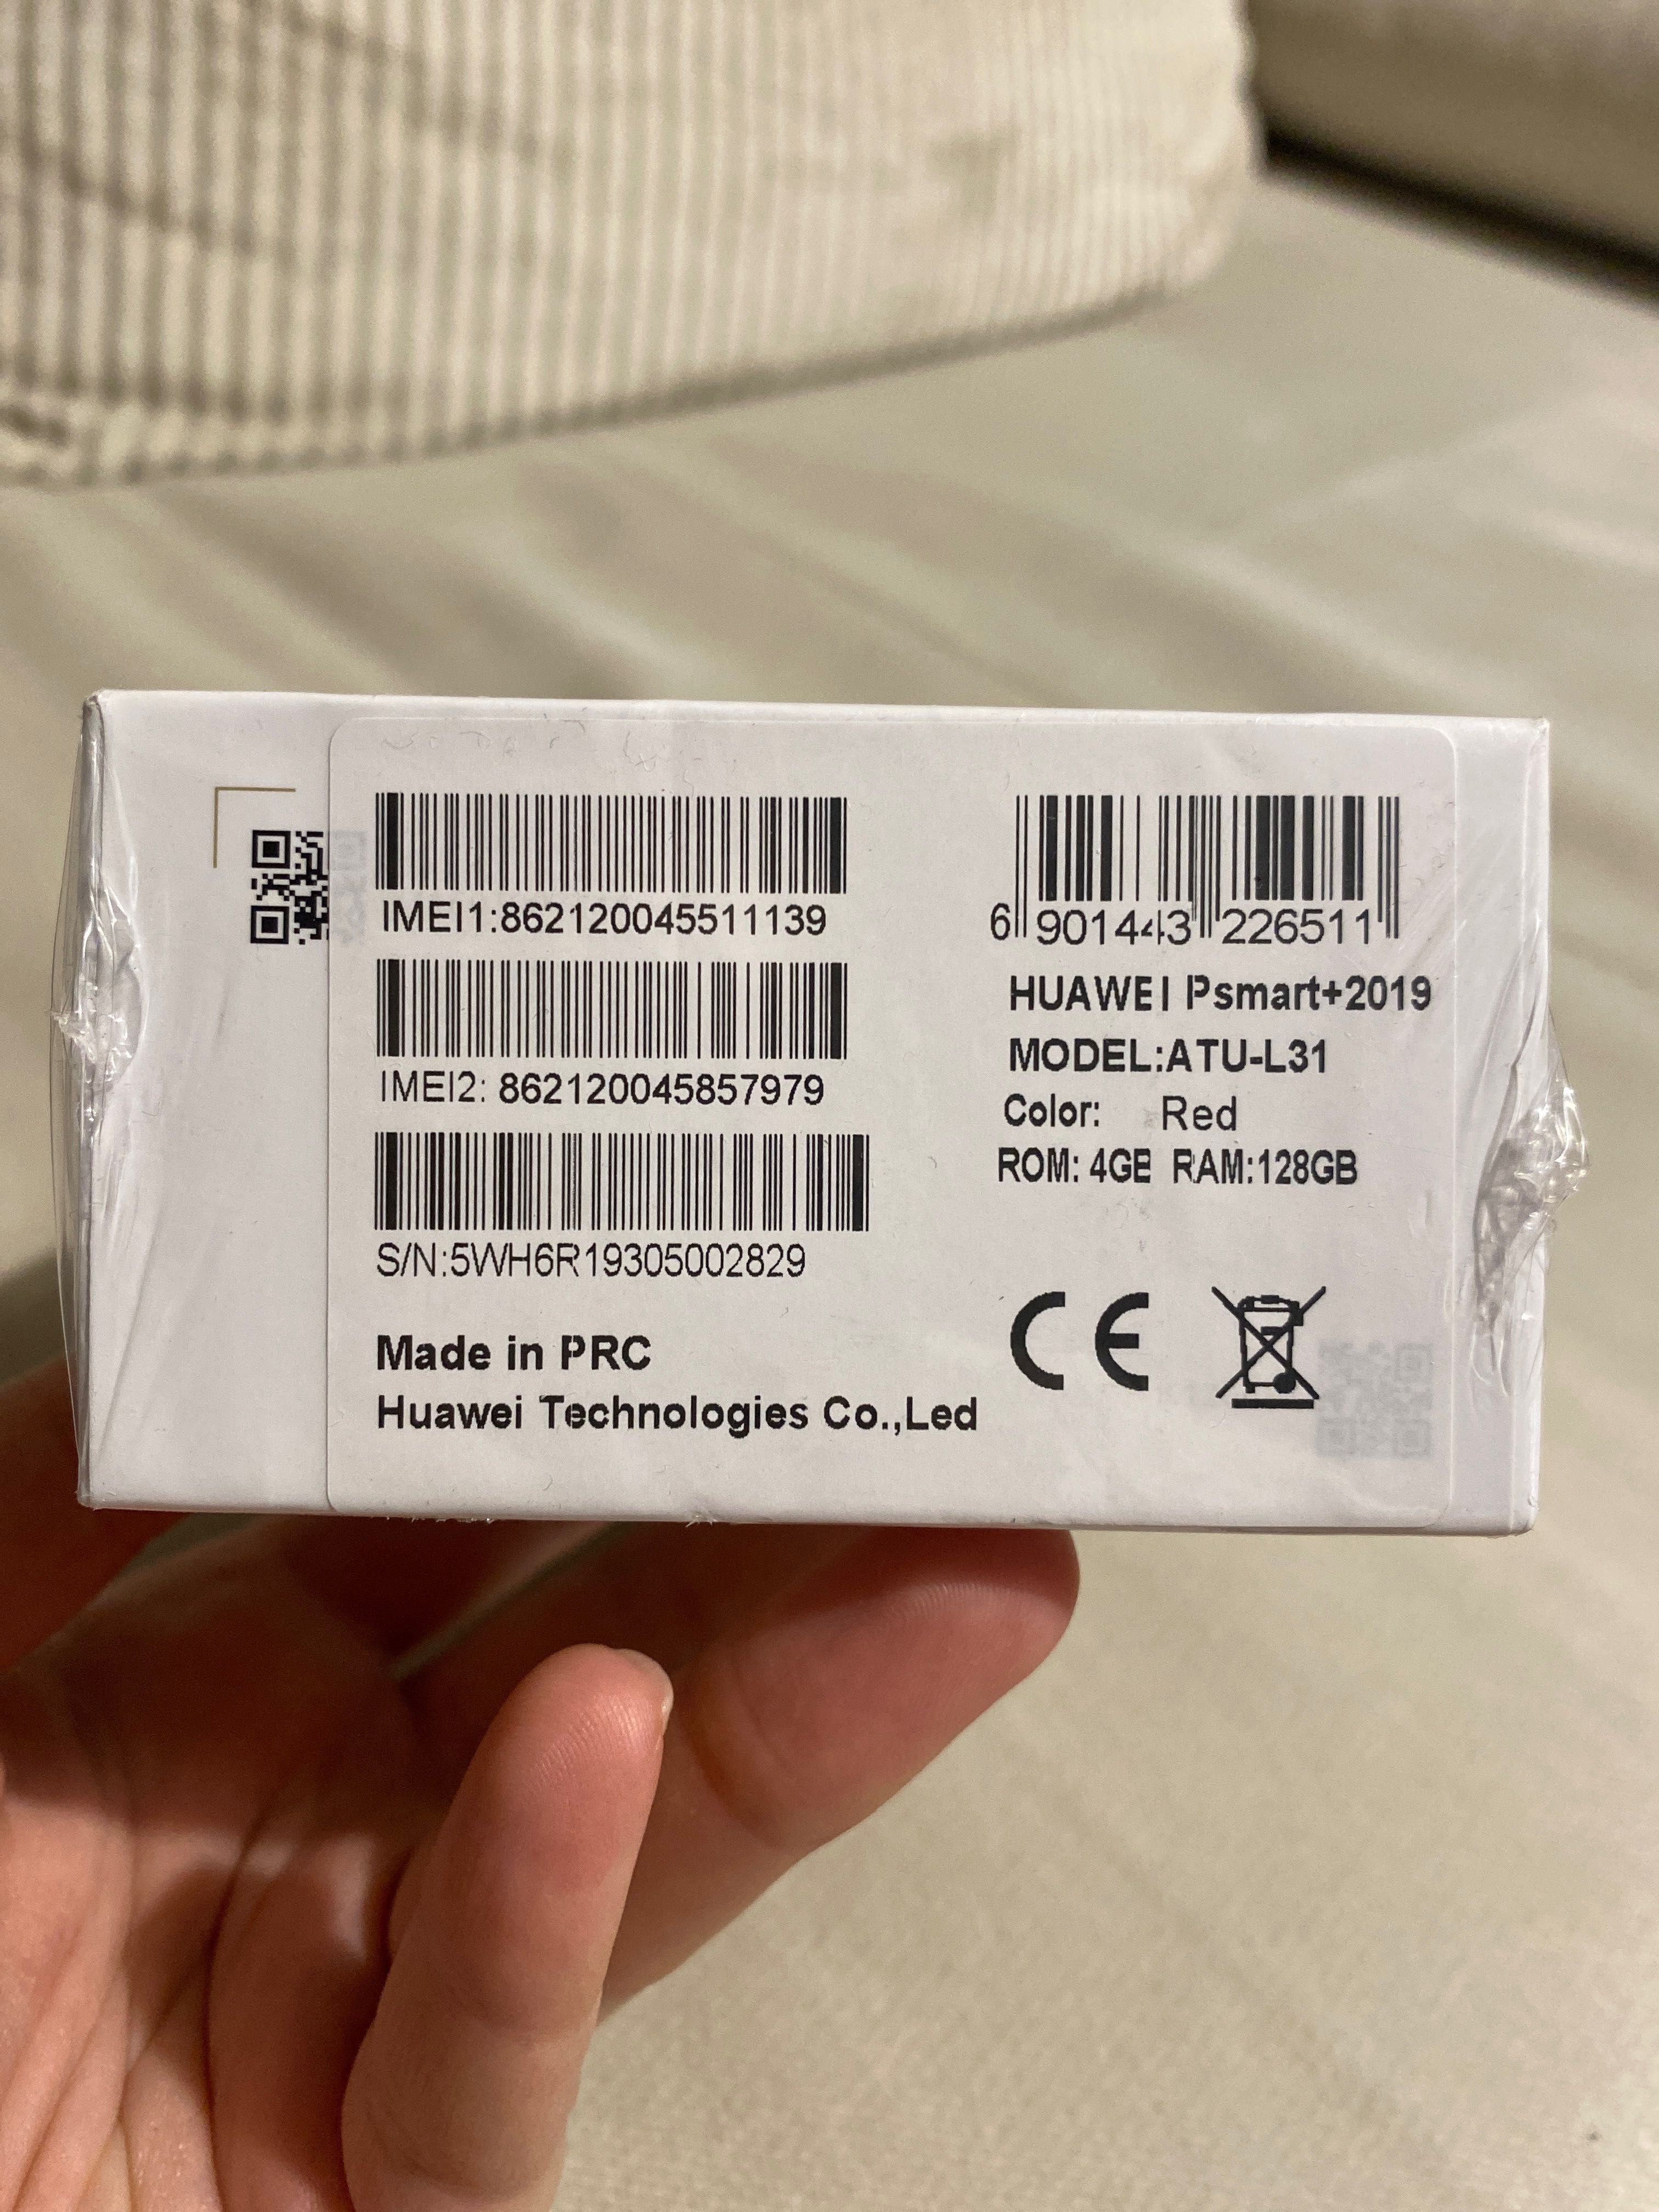 IMEI1:862120045511139
IMEI2: 862120045857979
S/N:5WH6R19305002829
Made in PRC
Huawei Technologies Co.,Led
6 901443 226511
HUAWEI Psmart+2019
MODEL:ATU-L31
Color: Red
ROM: 4GB RAM:128GB
CE